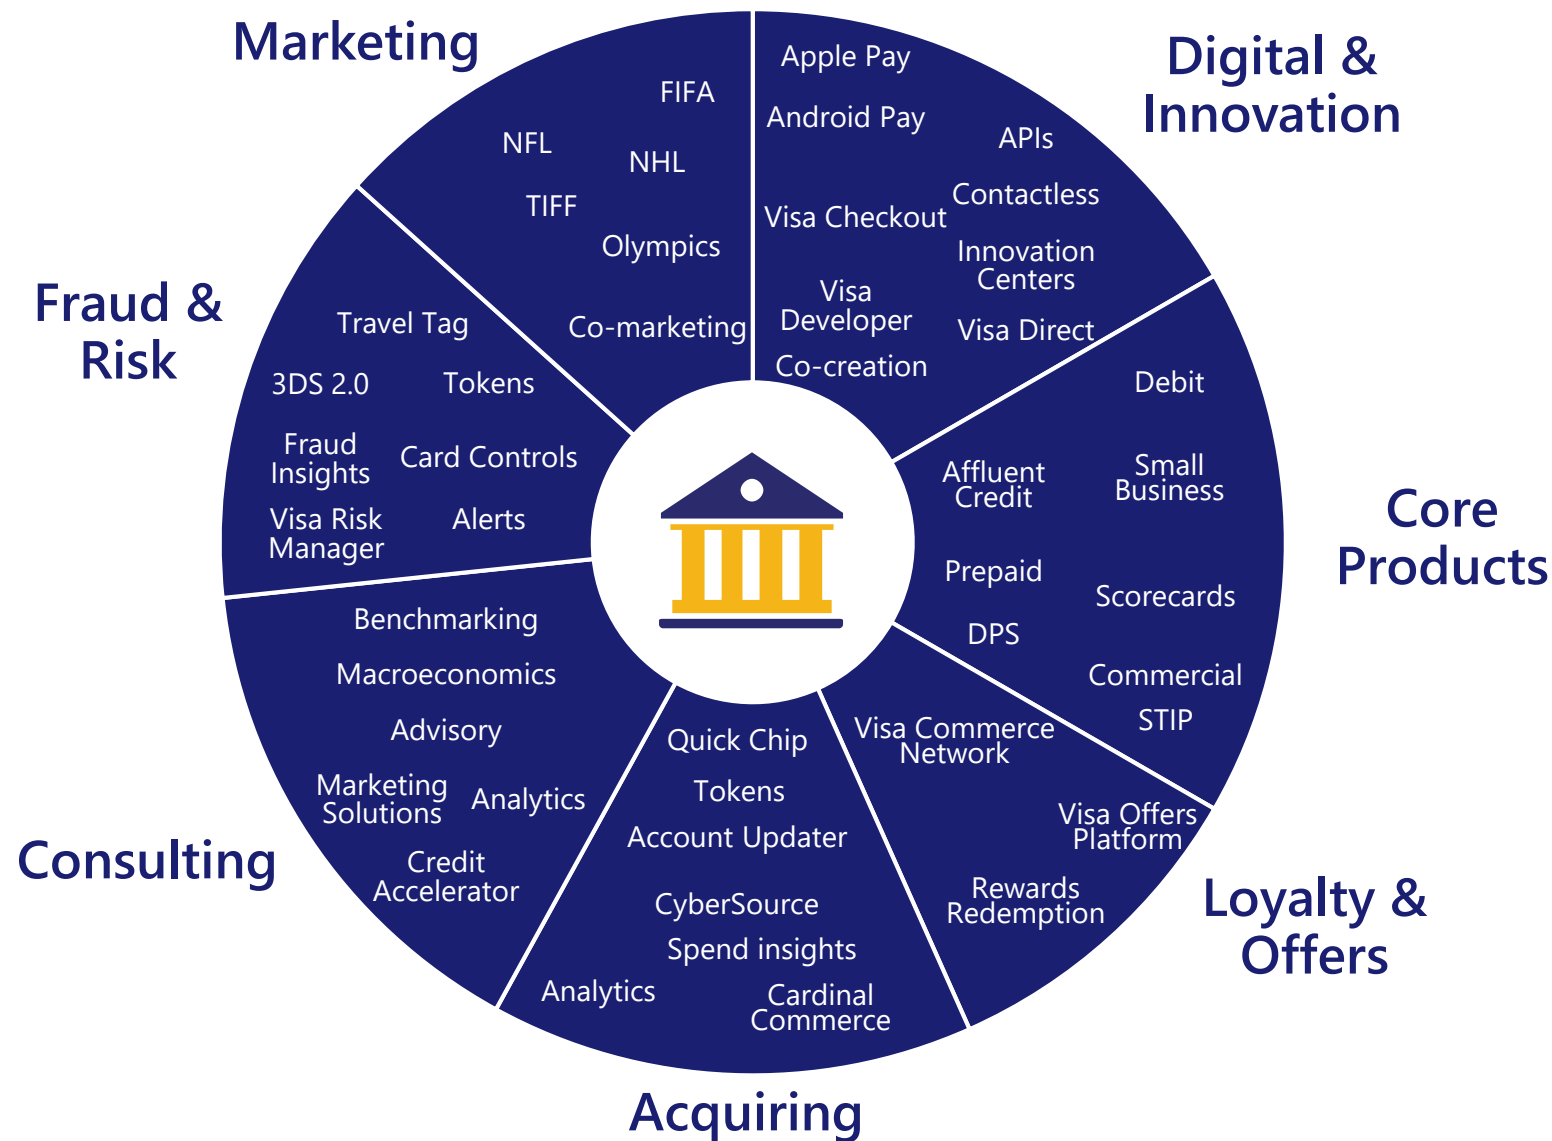 Marketing
FIFA
NFL
NHL
TIFF
Olympics
Co-marketing
Digital &
Innovation
Apple Pay
Android Pay
APIs
Contactless
Visa Checkout
Innovation
Centers
Visa
Developer
Visa Direct
Co-creation
Core
Products
Debit
Affluent
Credit
Small
Business
Prepaid
Scorecards
DPS
Commercial
STIP
Loyalty &
Offers
Visa Commerce
Network
Visa Offers
Platform
Rewards
Redemption
Acquiring
Quick Chip
Tokens
Account Updater
CyberSource
Spend insights
Analytics
Cardinal
Commerce
Consulting
Benchmarking
Macroeconomics
Advisory
Marketing
Solutions
Analytics
Credit
Accelerator
Fraud &
Risk
Travel Tag
3DS 2.0
Tokens
Fraud
Insights
Card Controls
Visa Risk
Manager
Alerts